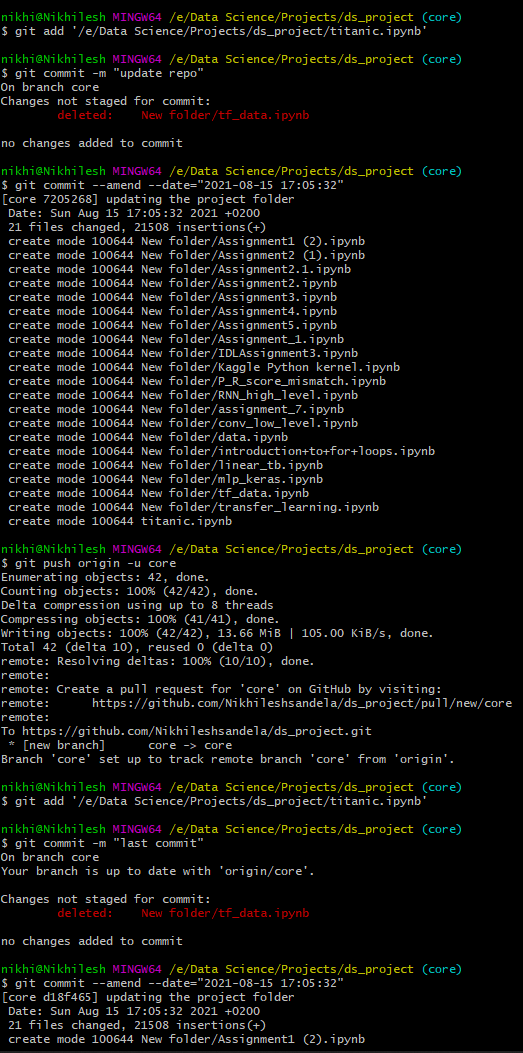 nikhi@Nikhilesh MINGW64 /e/Data Science/Projects/ds_project (core)
$ git add '/e/Data Science/Projects/ds_project/titanic.ipynb'
nikhi@Nikhilesh MINGW64 /e/Data Science/Projects/ds_project (core)
$ git commit -m "update repo"
On branch core
Changes not staged for commit:
deleted:    New folder/tf_data.ipynb
no changes added to commit
nikhi@Nikhilesh MINGW64 /e/Data Science/Projects/ds_project (core)
$ git commit --amend --date="2021-08-15 17:05:32"
[core 7205268] updating the project folder
Date: Sun Aug 15 17:05:32 2021 +0200
21 files changed, 21508 insertions(+)
create mode 100644 New folder/Assignment1 (2).ipynb
create mode 100644 New folder/Assignment2 (1).ipynb
create mode 100644 New folder/Assignment2.1.ipynb
create mode 100644 New folder/Assignment2.ipynb
create mode 100644 New folder/Assignment3.ipynb
create mode 100644 New folder/Assignment4.ipynb
create mode 100644 New folder/Assignment5.ipynb
create mode 100644 New folder/Assignment_1.ipynb
create mode 100644 New folder/IDLAssignment3.ipynb
create mode 100644 New folder/Kaggle Python kernel.ipynb
create mode 100644 New folder/P_R_score_mismatch.ipynb
create mode 100644 New folder/RNN_high_level.ipynb
create mode 100644 New folder/assignment_7.ipynb
create mode 100644 New folder/conv_low_level.ipynb
create mode 100644 New folder/data.ipynb
create mode 100644 New folder/introduction+to+for+loops.ipynb
create mode 100644 New folder/linear_tb.ipynb
create mode 100644 New folder/mlp_keras.ipynb
create mode 100644 New folder/tf_data.ipynb
create mode 100644 New folder/transfer_learning.ipynb
create mode 100644 titanic.ipynb
nikhi@Nikhilesh MINGW64 /e/Data Science/Projects/ds_project (core)
$ git push origin -u core
Enumerating objects: 42, done.
Counting objects: 100% (42/42), done.
Delta compression using up to 8 threads
Compressing objects: 100% (41/41), done.
Writing objects: 100% (42/42), 13.66 MiB | 105.00 KiB/s, done.
Total 42 (delta 10), reused 0 (delta 0)
remote: Resolving deltas: 100% (10/10), done.
remote:
remote: Create a pull request for 'core' on GitHub by visiting:
remote:      https://github.com/Nikhileshsandela/ds_project/pull/new/core
remote:
To https://github.com/Nikhileshsandela/ds_project.git
* [new branch]      core -> core
Branch 'core' set up to track remote branch 'core' from 'origin'.
nikhi@Nikhilesh MINGW64 /e/Data Science/Projects/ds_project (core)
$ git add '/e/Data Science/Projects/ds_project/titanic.ipynb'
nikhi@Nikhilesh MINGW64 /e/Data Science/Projects/ds_project (core)
$ git commit -m "last commit"
On branch core
Your branch is up to date with 'origin/core'.
Changes not staged for commit:
deleted:    New folder/tf_data.ipynb
no changes added to commit
nikhi@Nikhilesh MINGW64 /e/Data Science/Projects/ds_project (core)
$ git commit --amend --date="2021-08-15 17:05:32"
[core d18f465] updating the project folder
Date: Sun Aug 15 17:05:32 2021 +0200
21 files changed, 21508 insertions(+)
create mode 100644 New folder/Assignment1 (2).ipynb